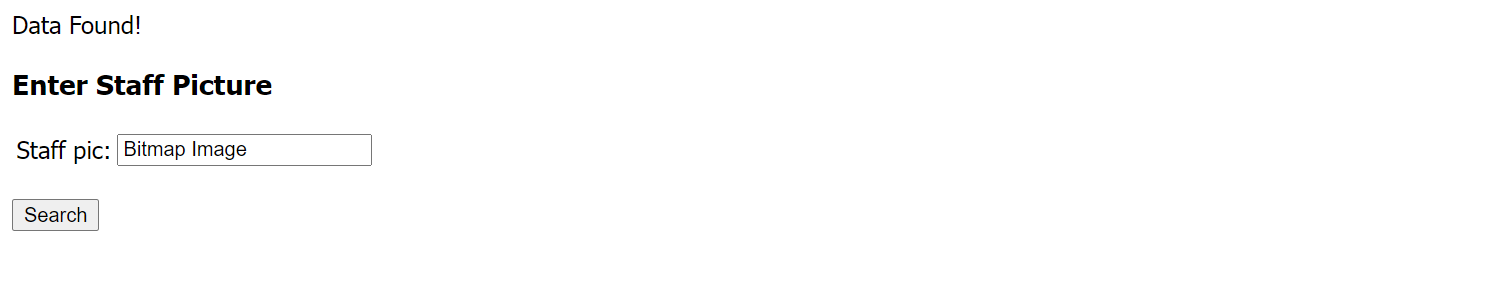 Data Found!
Enter Staff Picture
Staff pic: Bitmap Image
Search